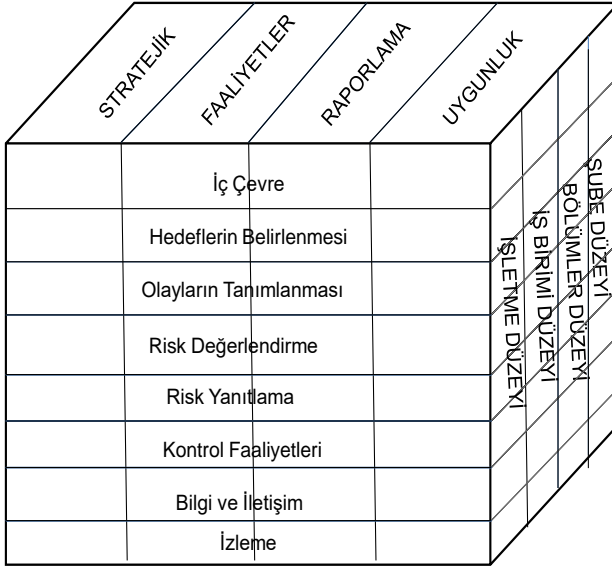 STRATEJİK
FAALİYETLER
RAPORLAMA
UYGUNLUK
İç Çevre
Hedeflerin Belirlenmesi
Olayların Tanımlanması
Risk Değerlendirme
Risk Yanıtlama
Kontrol Faaliyetleri
Bilgi ve İletişim
İzleme
İŞLETME DÜZEYİ
İŞ BİRİMİ DÜZEYİ
BÖLÜMLER DÜZEYİ
ŞUBE DÜZEYİ